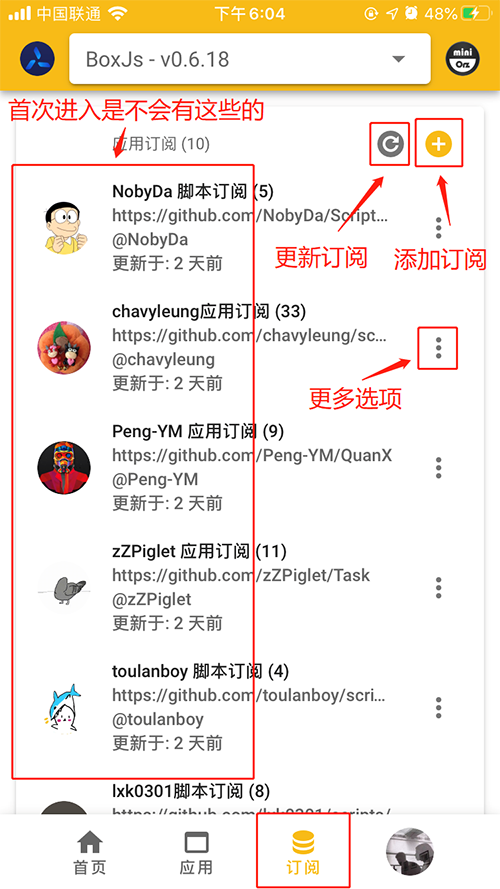 中国联通
下午6:04
48%
BoxJs - v0.6.18
mini
Orz
首次进入是不会有这些的
应用订阅 (10)
更新订阅
添加订阅
NobyDa 脚本订阅 (5)
https://github.com/NobyDa/Script…
@NobyDa
更新于: 2 天前
chavyleung应用订阅 (33)
https://github.com/chavyleung/sc…
@chavyleung
更新于: 2 天前
更多选项
Peng-YM 应用订阅 (9)
https://github.com/Peng-YM/QuanX
@Peng-YM
更新于: 2 天前
zZPiglet 应用订阅 (11)
https://github.com/zZPiglet/Task
@zZPiglet
更新于: 2 天前
toulanboy 脚本订阅 (4)
https://github.com/toulanboy/scri…
@toulanboy
更新于: 2 天前
lxk0301脚本订阅 (8)
https://github.com/lxk0301/scripts/
首页
应用
订阅